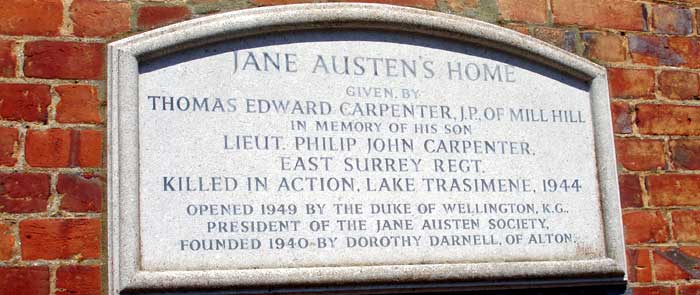 JANE AUSTEN'S HOME
GIVEN BY
THOMAS EDWARD CARPENTER, J.P. OF MILL HILL
IN MEMORY OF HIS SON
LIEUT. PHILIP JOHN CARPENTER,
EAST SURREY REGT.
KILLED IN ACTION, LAKE TRASIMENE, 1944
OPENED 1949 BY THE DUKE OF WELLINGTON, K.G.,
PRESIDENT OF THE JANE AUSTEN SOCIETY,
FOUNDED 1940 BY DOROTHY DARNELL, OF ALTON.